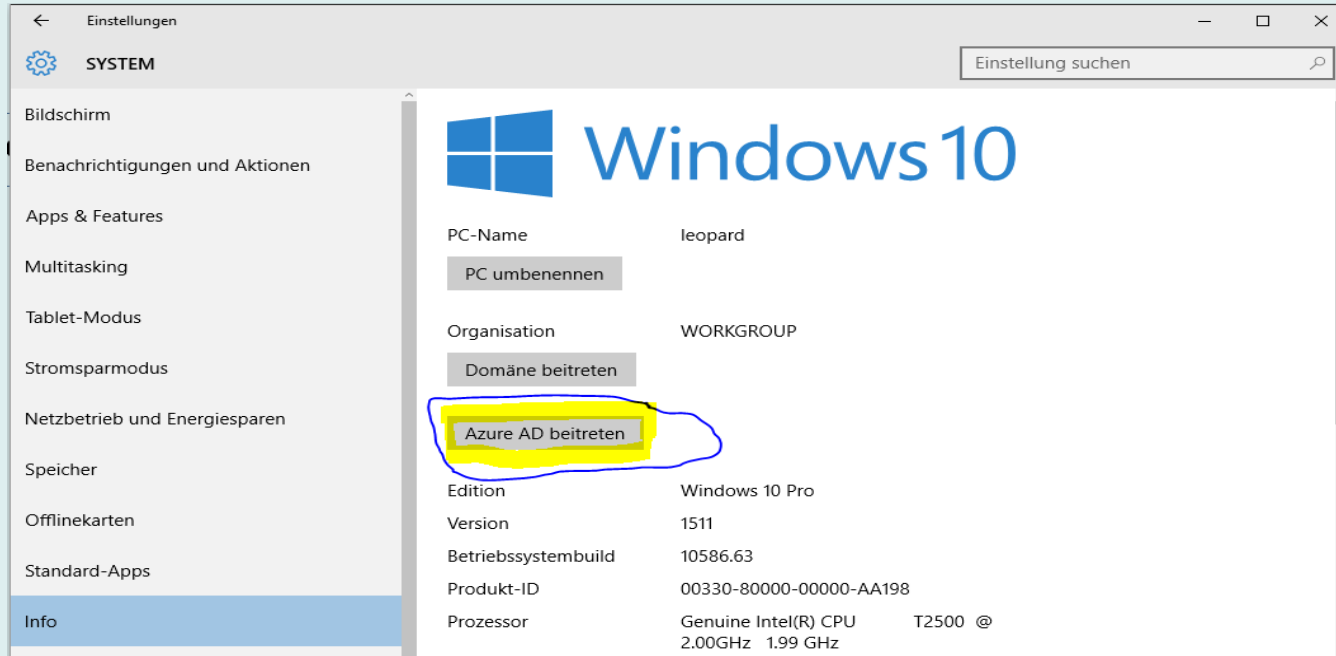 Einstellungen
SYSTEM
Einstellung suchen
Bildschirm
Benachrichtigungen und Aktionen
Apps & Features
Multitasking
Tablet-Modus
Stromsparmodus
Netzbetrieb und Energiesparen
Speicher
Offlinekarten
Standard-Apps
Info
Windows 10
PC-Name leopard
PC umbenennen
Organisation WORKGROUP
Domäne beitreten
Azure AD beitreten
Edition Windows 10 Pro
Version 1511
Betriebssystembuild 10586.63
Produkt-ID 00330-80000-00000-AA198
Prozessor Genuine Intel(R) CPU T2500 @
2.00GHz 1.99 GHz